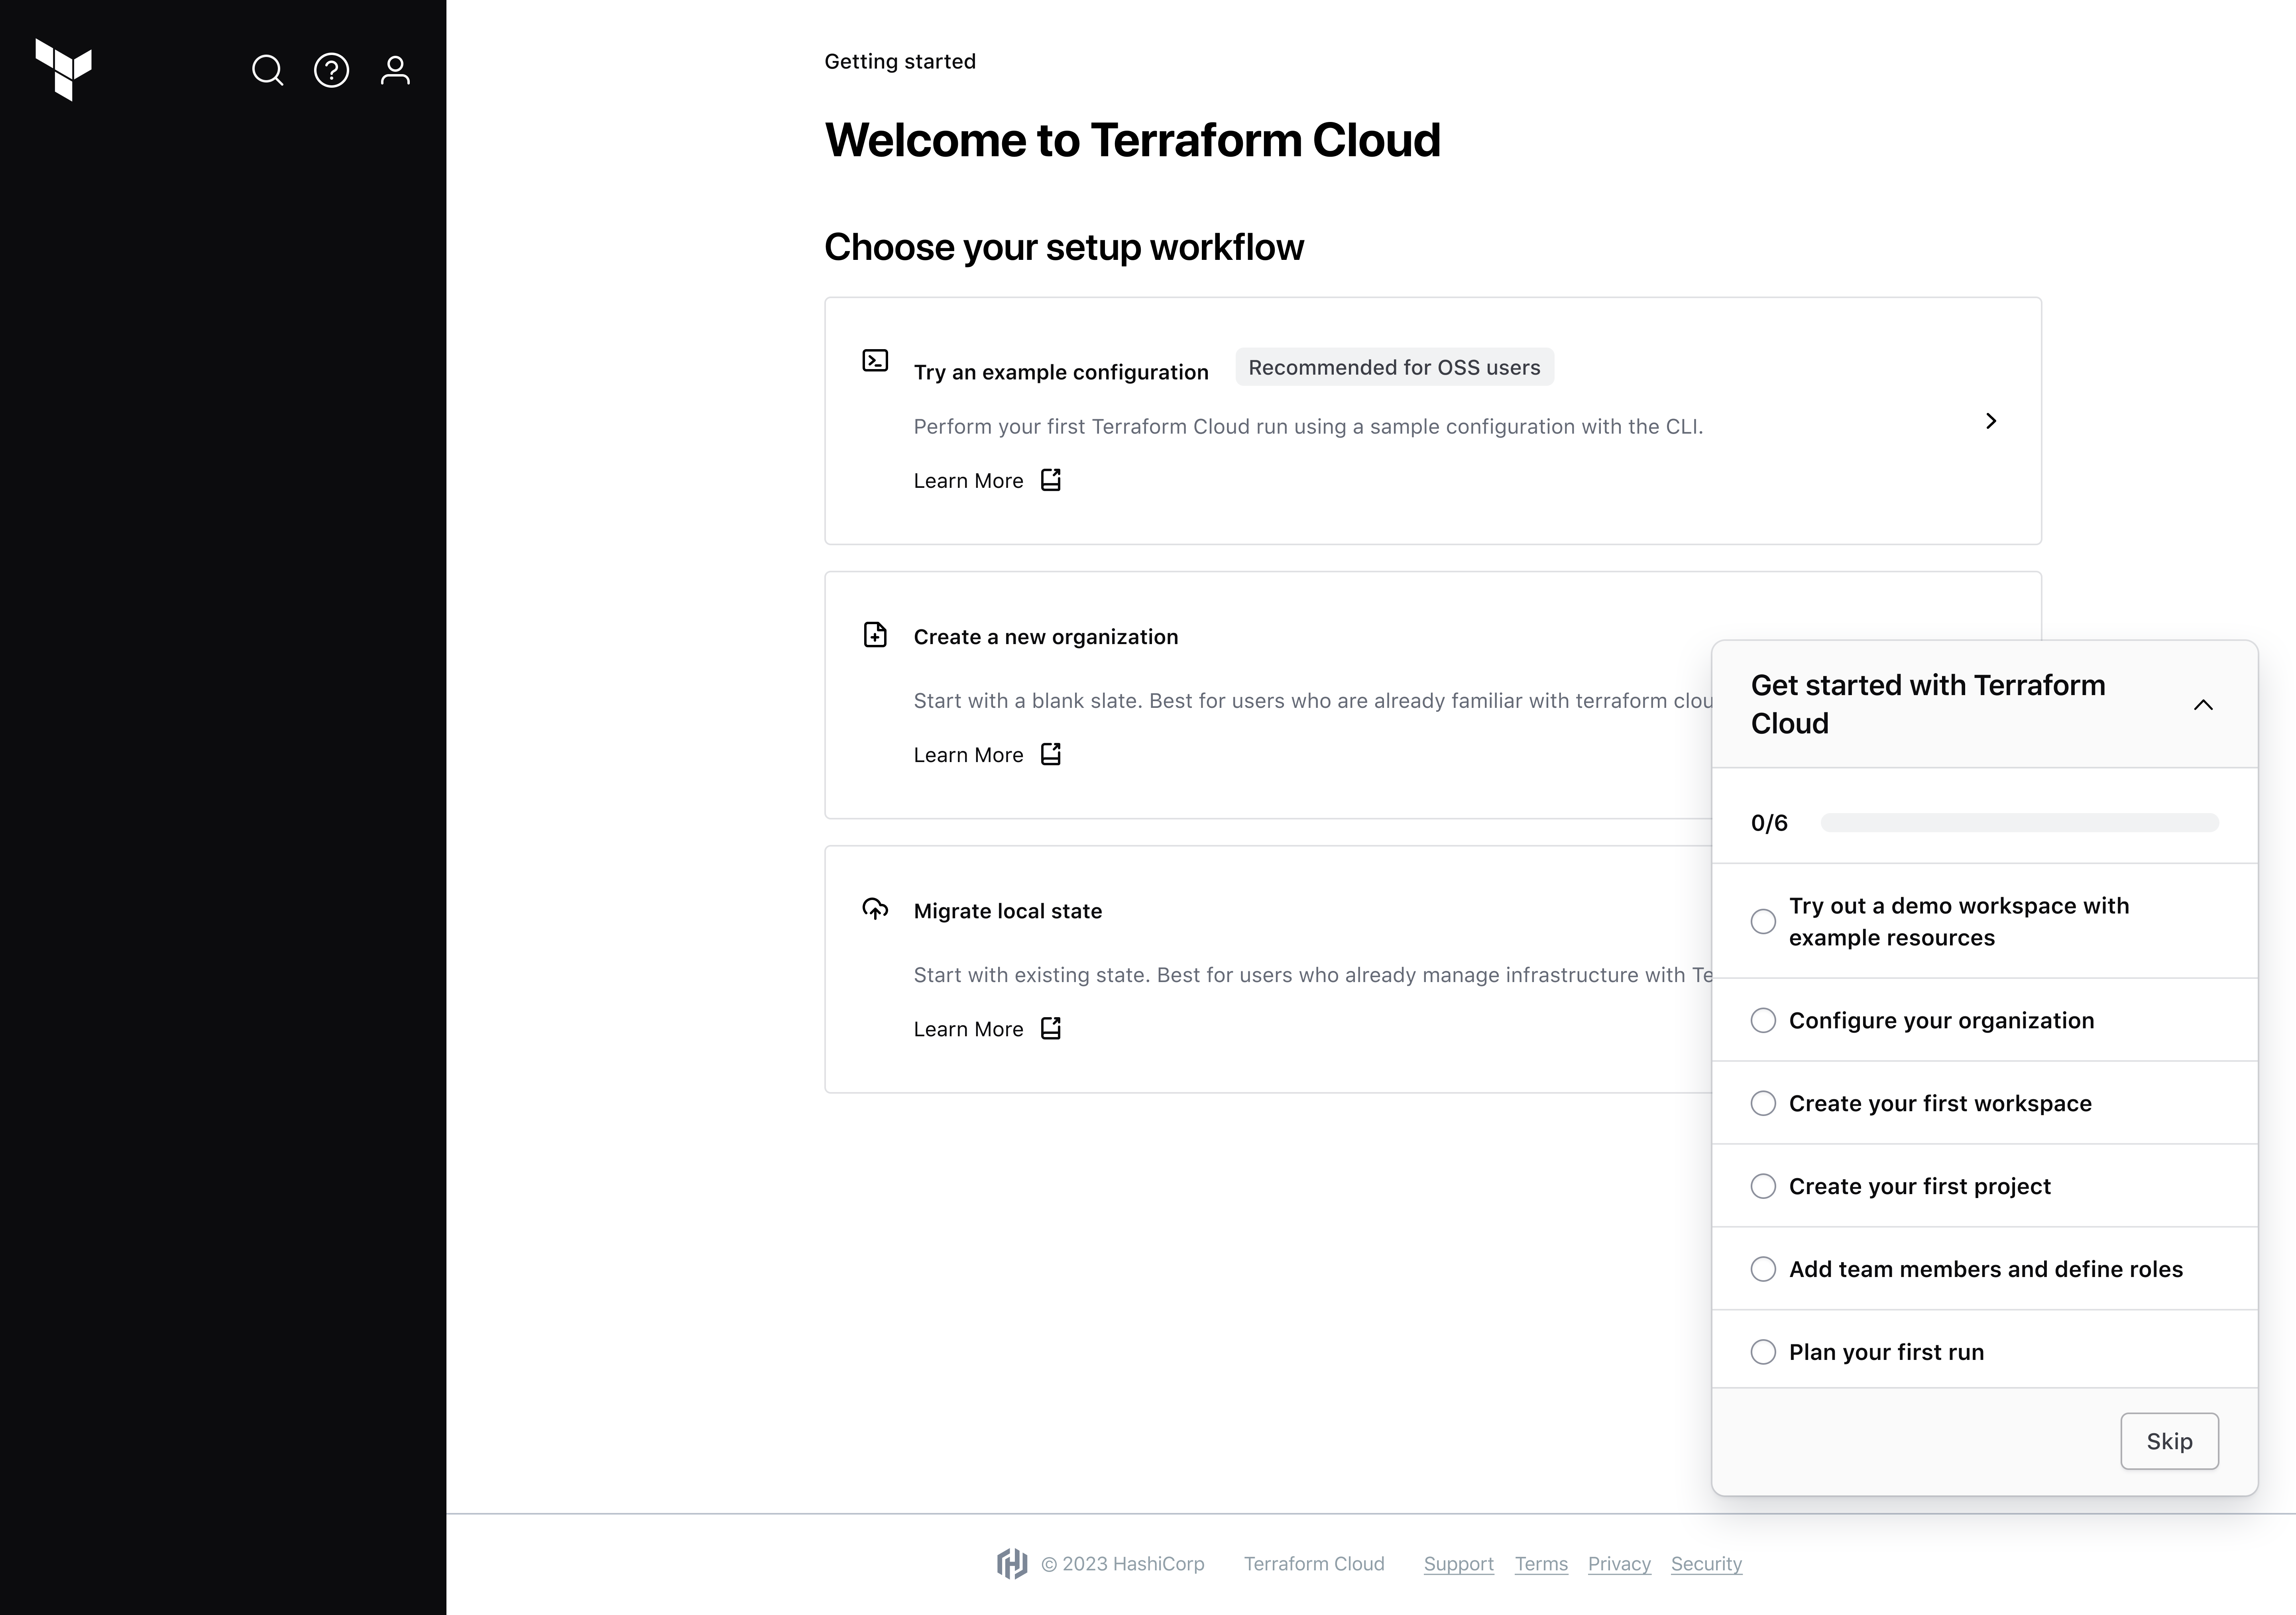 Getting started
Welcome to Terraform Cloud
Choose your setup workflow
Try an example configuration
Recommended for OSS users
Perform your first Terraform Cloud run using a sample configuration with the CLI.
Learn More
Create a new organization
Start with a blank slate. Best for users who are already familiar with terraform clou
Learn More
Migrate local state
Start with existing state. Best for users who already manage infrastructure with Te
Learn More
Get started with Terraform
Cloud
0/6
Try out a demo workspace with
example resources
Configure your organization
Create your first workspace
Create your first project
Add team members and define roles
Plan your first run
Skip
© 2023 HashiCorp Terraform Cloud Support Terms Privacy Security